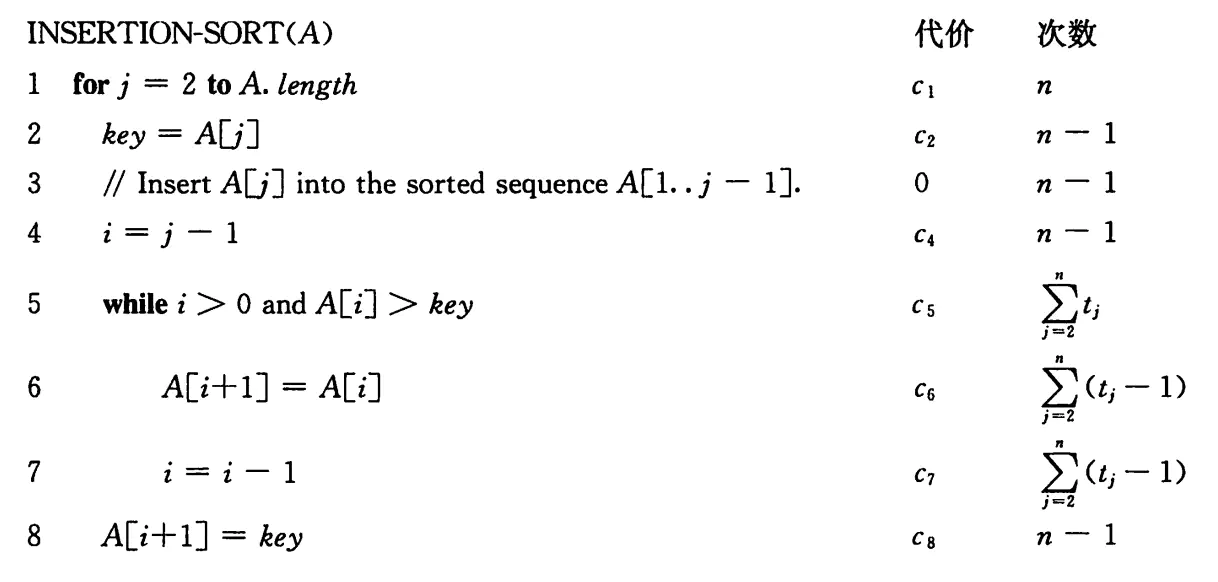 INSERTION-SORT(A) 代价 次数
1 for j = 2 to A. length c₁ n
2 key = A[j] c₂ n − 1
3 // Insert A[j] into the sorted sequence A[1. . j − 1]. 0 n − 1
4 i = j − 1 c₄ n − 1
5 while i > 0 and A[i] > key c₅ ∑_{j=2}^{n} t_j
6 A[i+1] = A[i] c₆ ∑_{j=2}^{n} (t_j − 1)
7 i = i − 1 c₇ ∑_{j=2}^{n} (t_j − 1)
8 A[i+1] = key c₈ n − 1